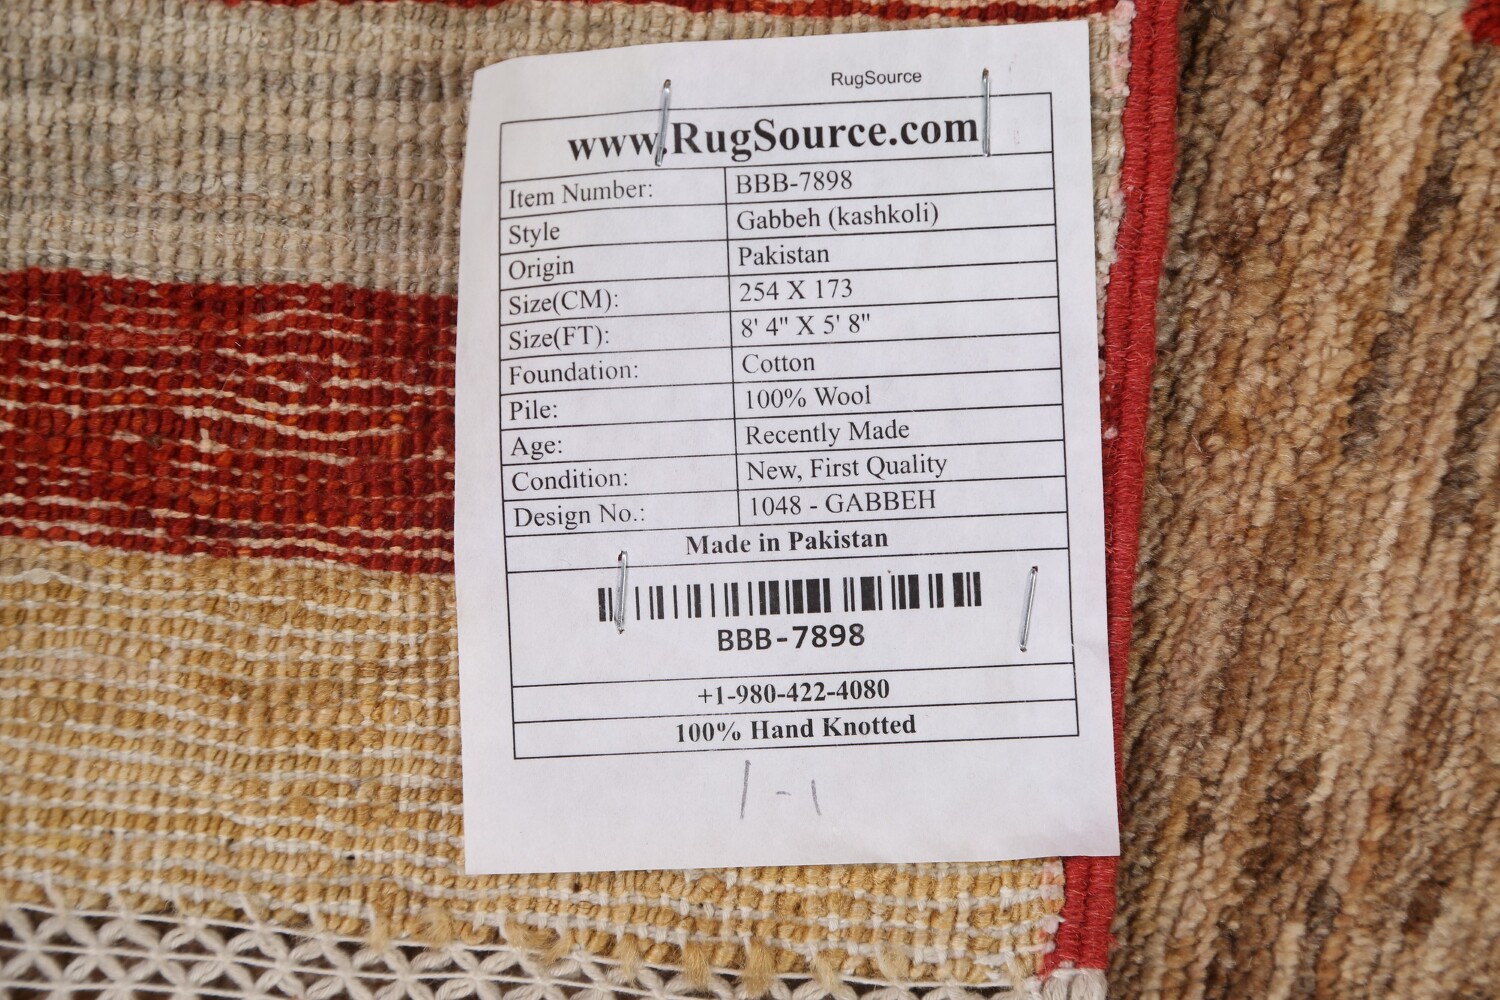 RugSource
www.RugSource.com
Item Number: BBB-7898
Style Gabbeh (kashkoli)
Origin Pakistan
Size(CM): 254 X 173
Size(FT): 8' 4" X 5' 8"
Foundation: Cotton
Pile: 100% Wool
Age: Recently Made
Condition: New, First Quality
Design No.: 1048 - GABBEH
Made in Pakistan
BBB-7898
+1-980-422-4080
100% Hand Knotted
1-1